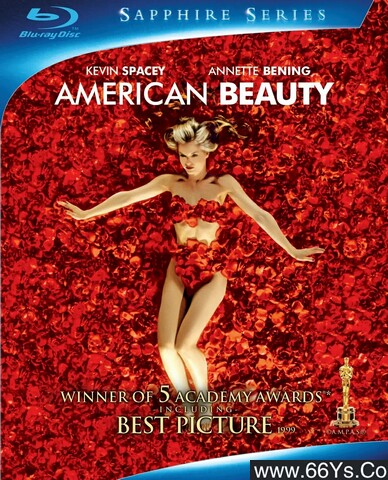 SAPPHIRE SERIES
Blu-ray Disc
KEVIN SPACEY ANNETTE BENING
AMERICAN BEAUTY
WINNER OF 5 ACADEMY AWARDS®*
INCLUDING
BEST PICTURE 1999
©A.M.P.A.S.®
www.66Ys.Co